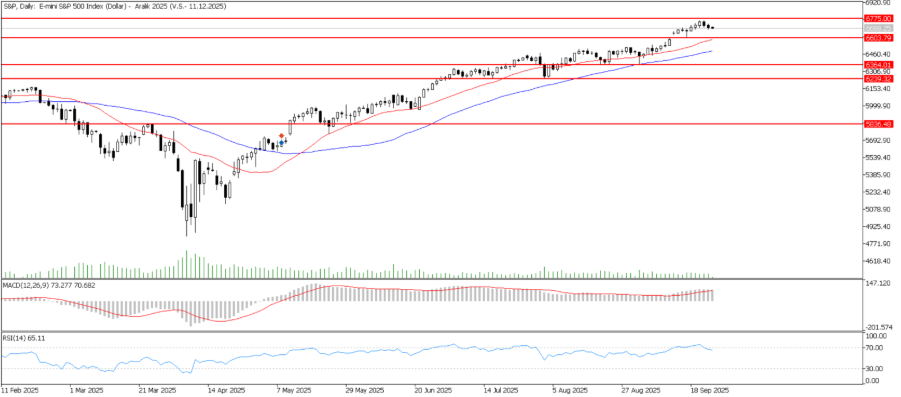 S&P, Daily: E-mini S&P 500 Index (Dollar) - Aralık 2025 (V.S.- 11.12.2025)
6920.90
6775.00
6603.79
6460.40
6364.01
6306.90
6239.32
6153.40
5999.90
5836.48
5692.90
5539.40
5385.90
5232.40
5078.90
4925.40
4771.90
4618.40
MACD(12,26,9) 73.277 70.682
147.120
-201.574
RSI(14) 65.11
100.00
70.00
30.00
0.00
11 Feb 2025
1 Mar 2025
21 Mar 2025
14 Apr 2025
7 May 2025
29 May 2025
20 Jun 2025
14 Jul 2025
5 Aug 2025
27 Aug 2025
18 Sep 2025